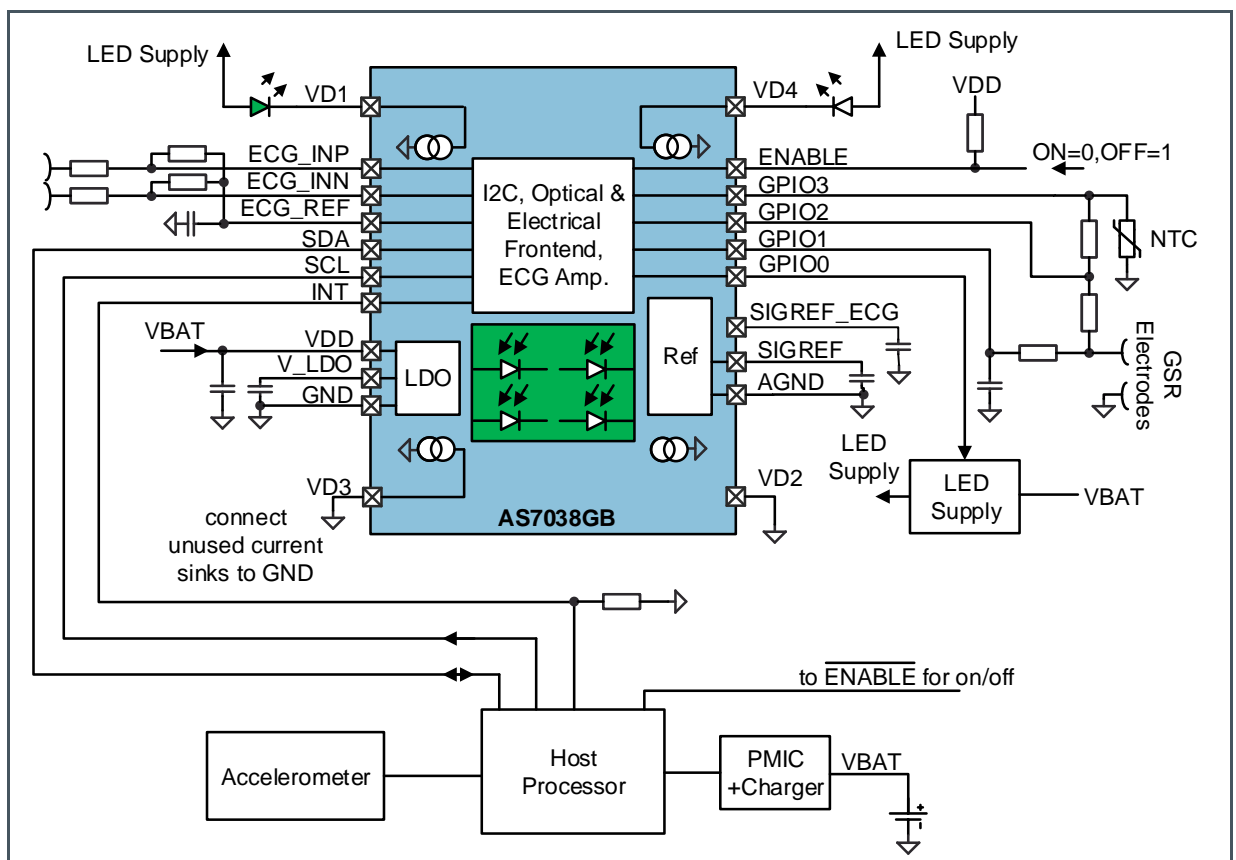 LED Supply
LED Supply
VD1
VD4
VDD
ECG_INP
ENABLE
ON=0,OFF=1
ECG_INN
GPIO3
ECG_REF
GPIO2
SDA
GPIO1
NTC
SCL
GPIO0
INT
I2C, Optical &
Electrical
Frontend,
ECG Amp.
VBAT
VDD
V_LDO
GND
LDO
Ref
SIGREF_ECG
SIGREF
AGND
GSR
Electrodes
VD3
VD2
AS7038GB
LED
Supply
LED
Supply
VBAT
connect
unused current
sinks to GND
to ENABLE for on/off
Accelerometer
Host
Processor
PMIC
+Charger
VBAT
+